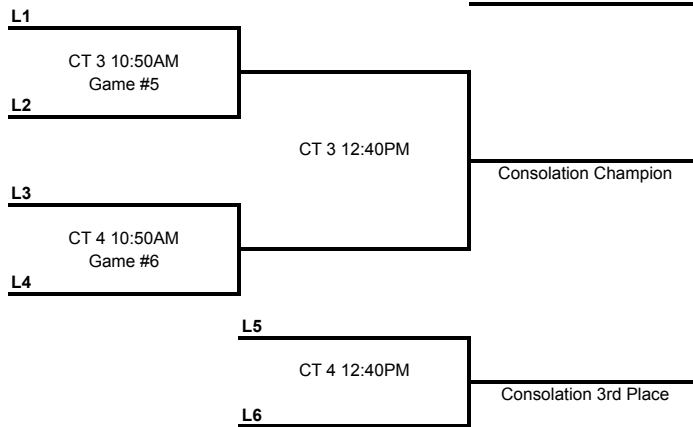 L1
CT 3 10:50AM
Game #5
L2
CT 3 12:40PM
Consolation Champion
L3
CT 4 10:50AM
Game #6
L4
L5
CT 4 12:40PM
Consolation 3rd Place
L6